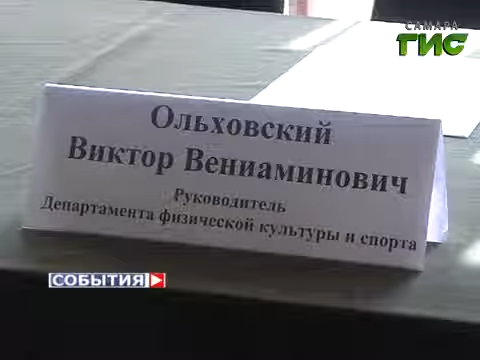 САМАРА
ГИС
Ольховский
Виктор Вениаминович
Руководитель
Департамента физической культуры и спорта
СОБЫТИЯ